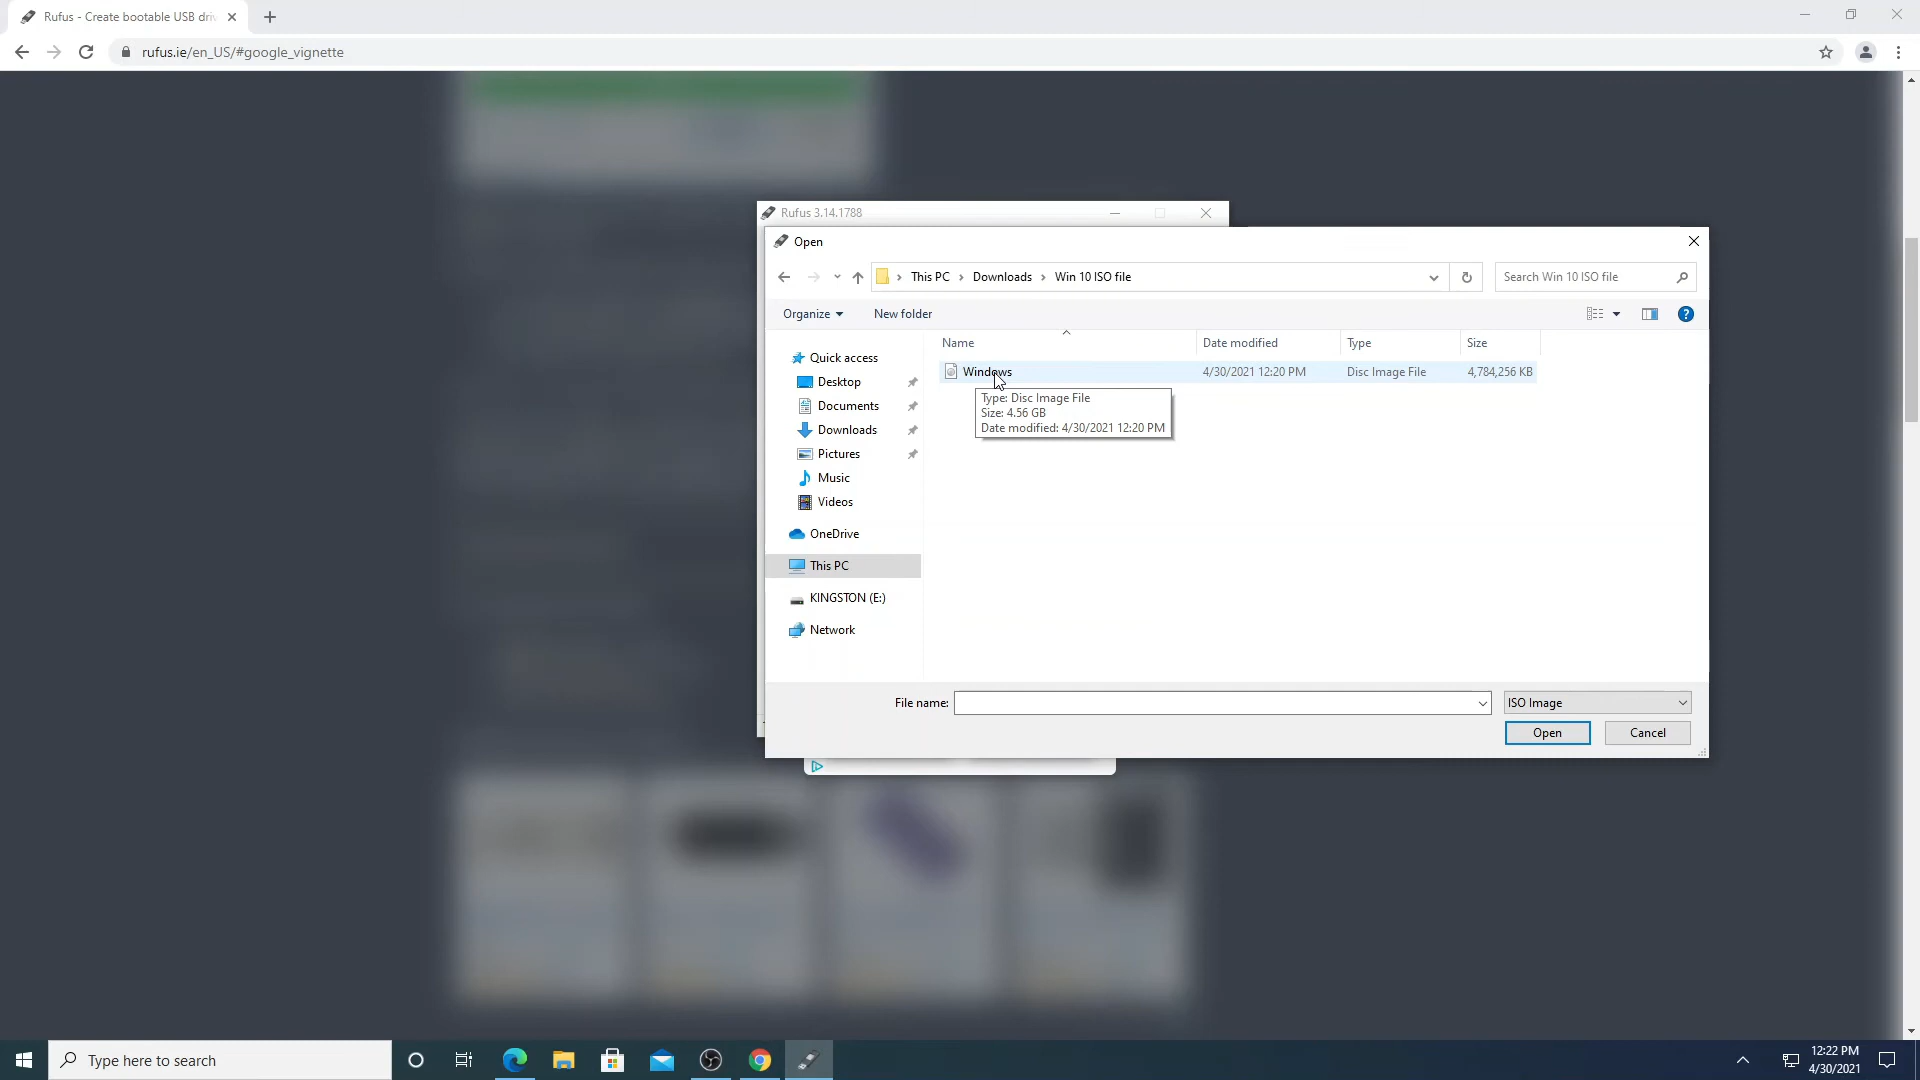 Rufus - Create bootable USB driv
rufus.ie/en_US/#google_vignette
Rufus 3.14.1788
Open
This PC > Downloads > Win 10 ISO file
Search Win 10 ISO file
Organize
New folder
Name
Date modified
Type
Size
Quick access
Desktop
Documents
Downloads
Pictures
Music
Videos
OneDrive
This PC
KINGSTON (E:)
Network
Windows
4/30/2021 12:20 PM
Disc Image File
4,784,256 KB
Type: Disc Image File
Size: 4.56 GB
Date modified: 4/30/2021 12:20 PM
File name:
ISO Image
Open
Cancel
Type here to search
12:22 PM
4/30/2021